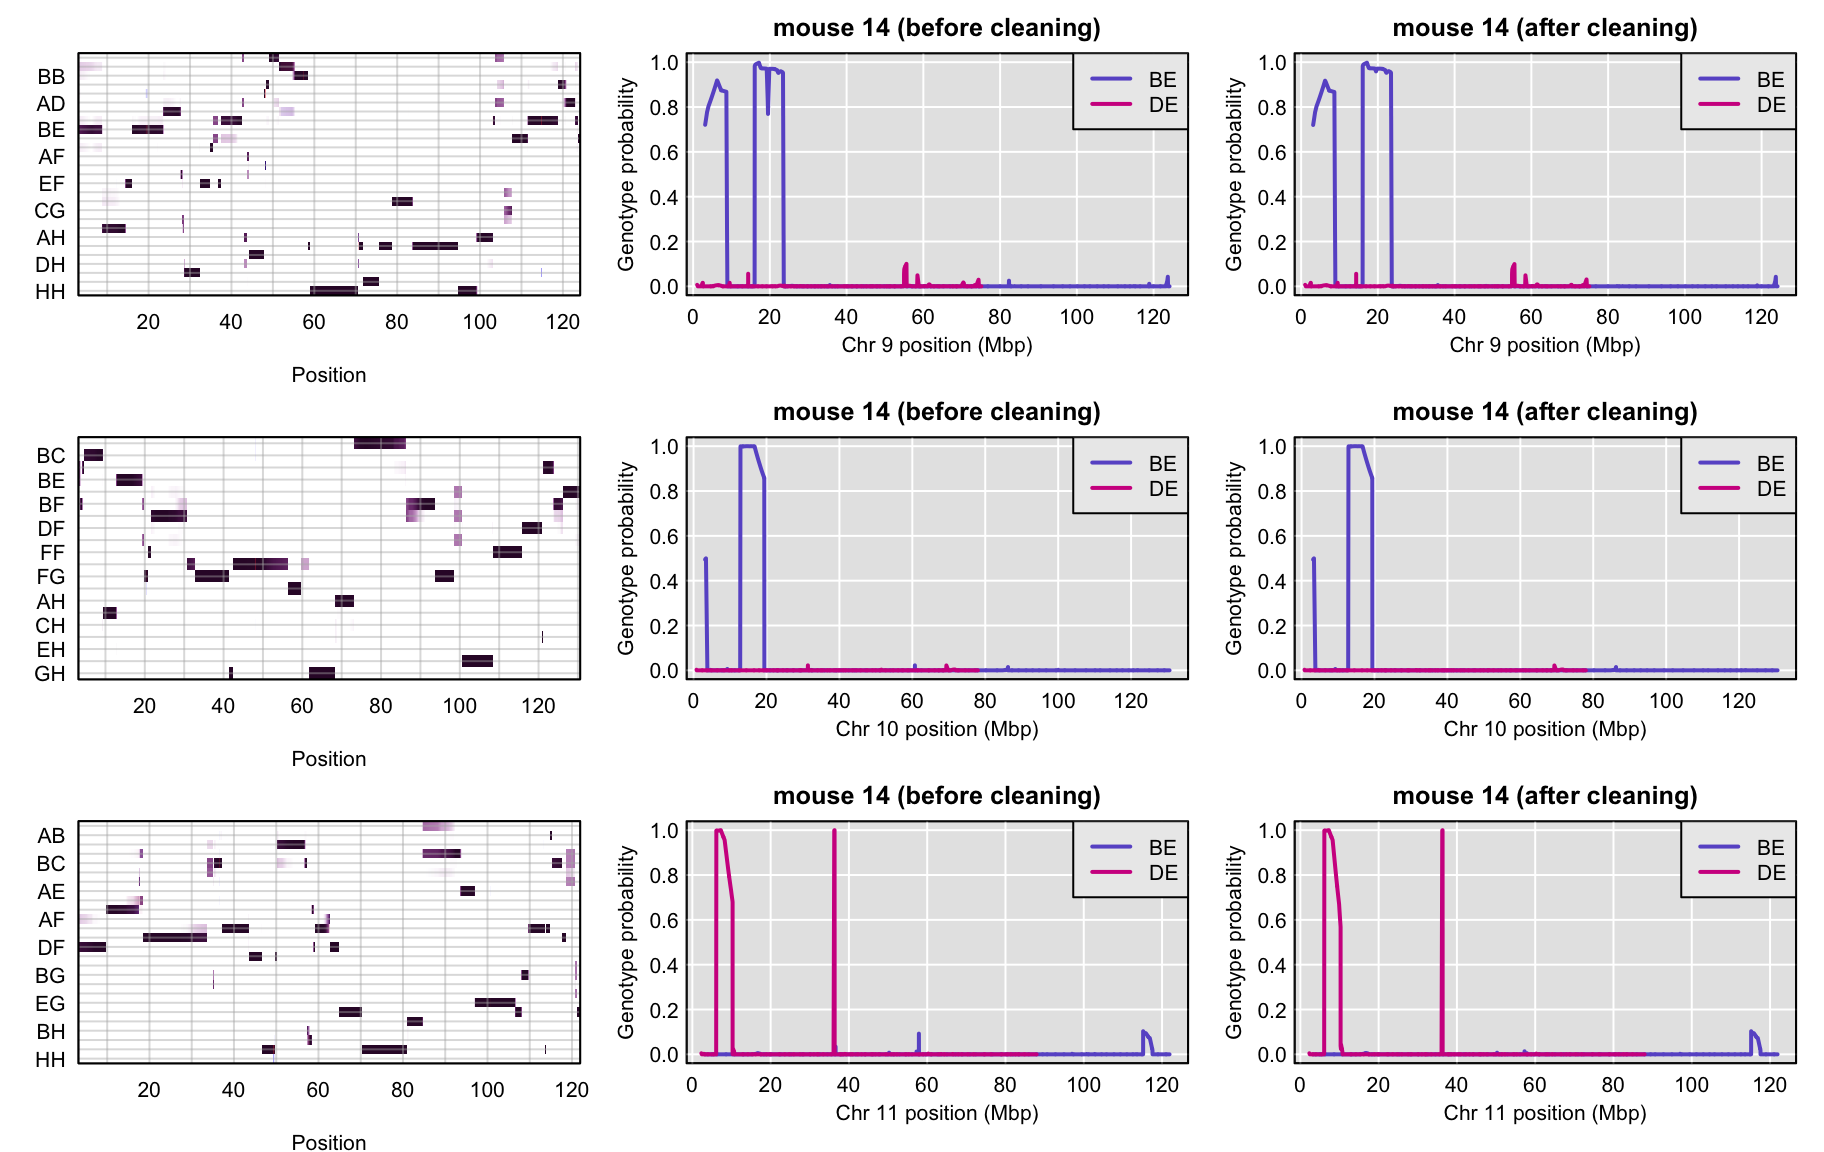 BB
AD
BE
AF
EF
CG
AH
DH
HH
20 40 60 80 100 120
Position
mouse 14 (before cleaning)
Genotype probability
1.0
0.8
0.6
0.4
0.2
0.0
BE
DE
0 20 40 60 80 100 120
Chr 9 position (Mbp)
mouse 14 (after cleaning)
Genotype probability
1.0
0.8
0.6
0.4
0.2
0.0
BE
DE
0 20 40 60 80 100 120
Chr 9 position (Mbp)
BC
BE
BF
DF
FF
FG
AH
CH
EH
GH
20 40 60 80 100 120
Position
mouse 14 (before cleaning)
Genotype probability
1.0
0.8
0.6
0.4
0.2
0.0
BE
DE
0 20 40 60 80 100 120
Chr 10 position (Mbp)
mouse 14 (after cleaning)
Genotype probability
1.0
0.8
0.6
0.4
0.2
0.0
BE
DE
0 20 40 60 80 100 120
Chr 10 position (Mbp)
AB
BC
AE
AF
DF
BG
EG
BH
HH
20 40 60 80 100 120
Position
mouse 14 (before cleaning)
Genotype probability
1.0
0.8
0.6
0.4
0.2
0.0
BE
DE
0 20 40 60 80 100 120
Chr 11 position (Mbp)
mouse 14 (after cleaning)
Genotype probability
1.0
0.8
0.6
0.4
0.2
0.0
BE
DE
0 20 40 60 80 100 120
Chr 11 position (Mbp)